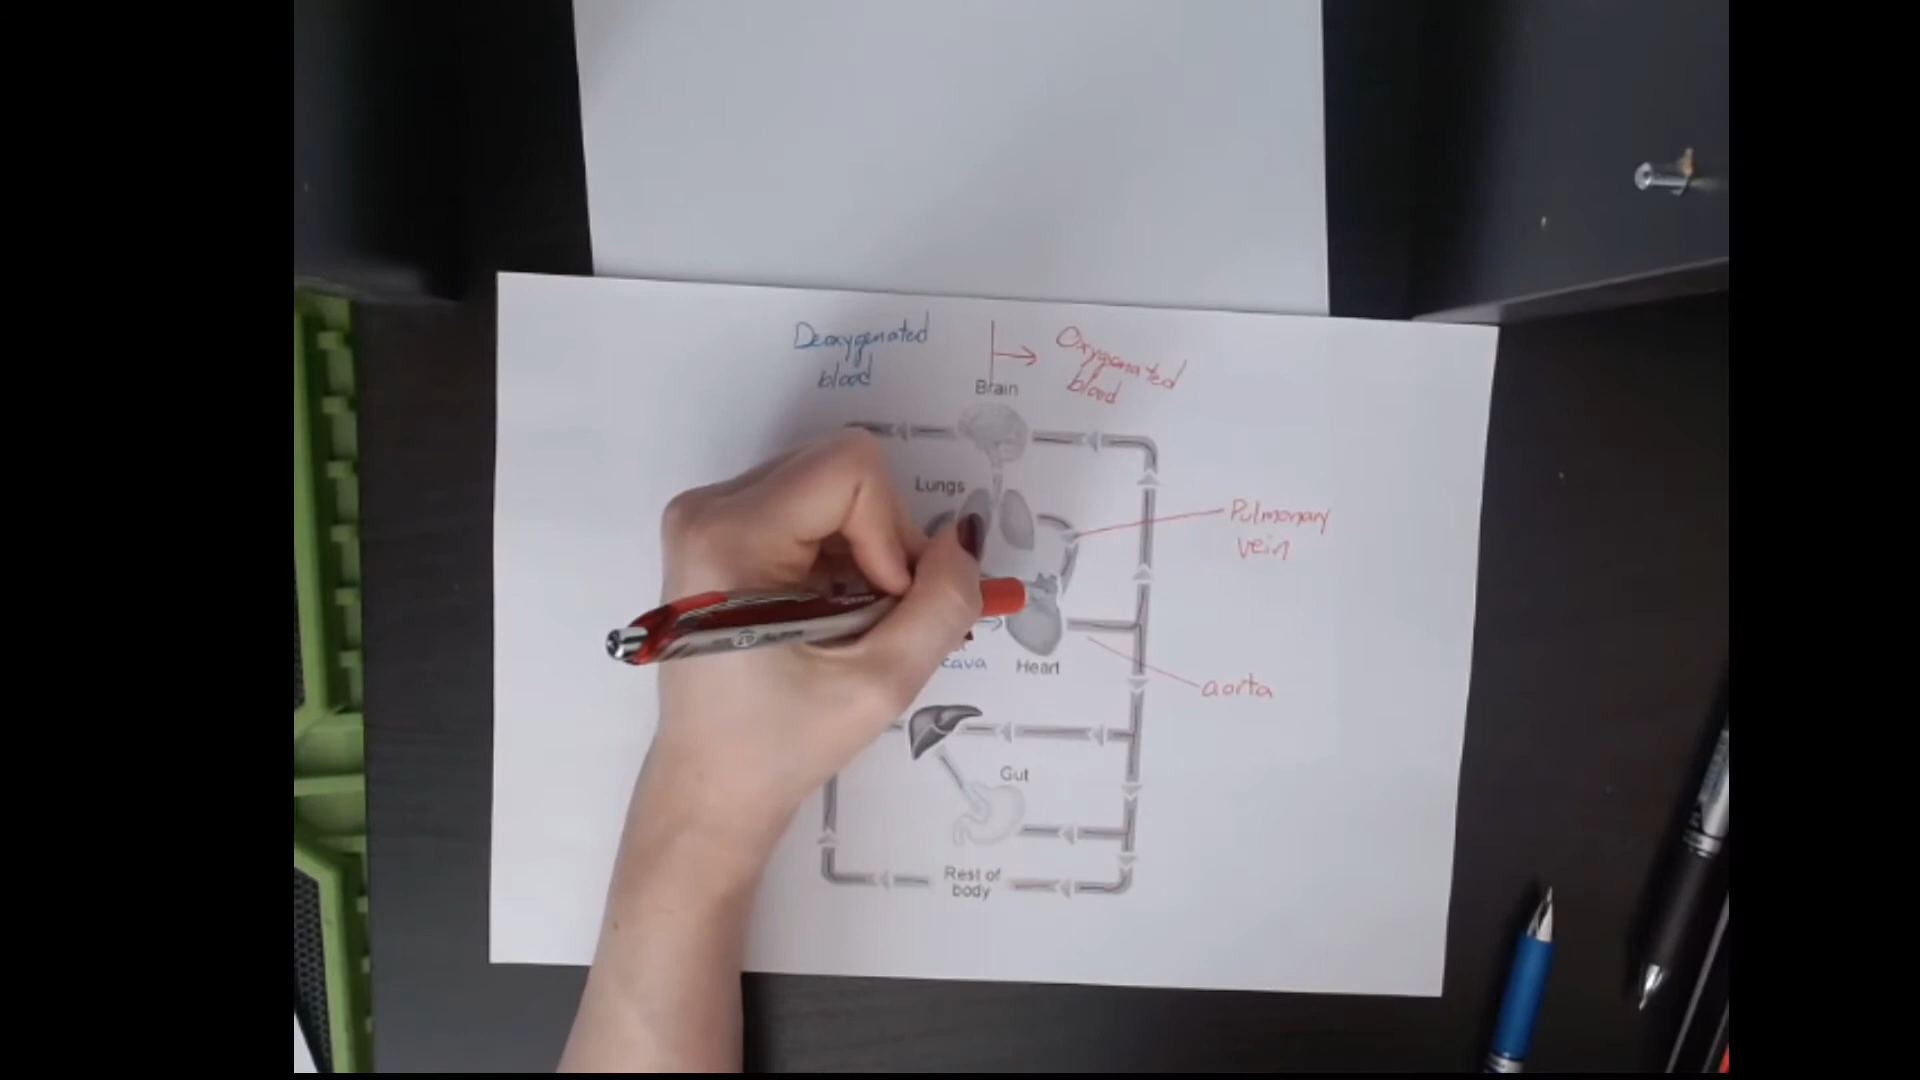 Deoxygenated
blood
Oxygenated
blood
Brain
Lungs
Pulmonary
vein
cava
Heart
aorta
Gut
Rest of
body